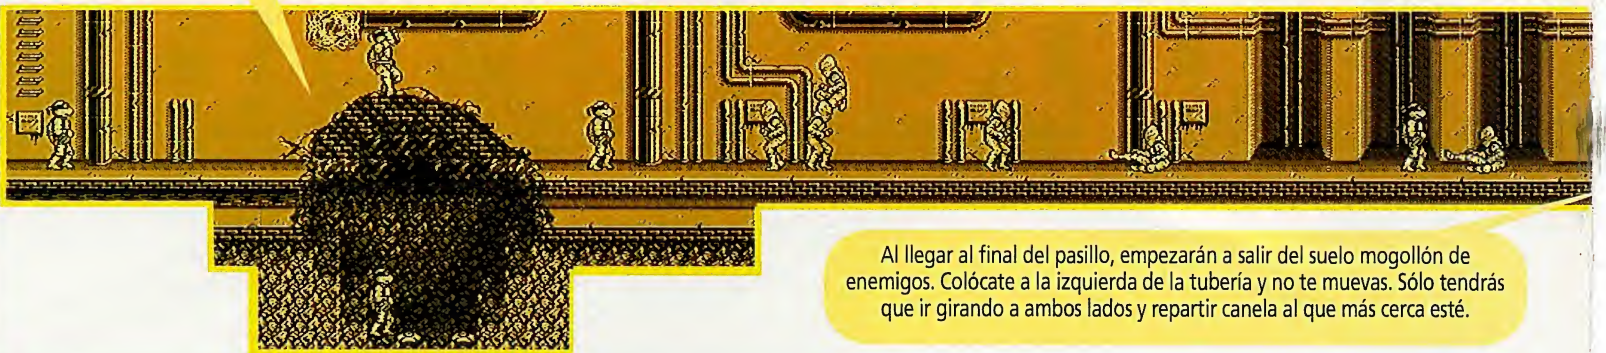 Al llegar al final del pasillo, empezarán a salir del suelo mogollón de
enemigos. Colócate a la izquierda de la tubería y no te muevas. Sólo tendrás
que ir girando a ambos lados y repartir canela al que más cerca esté.